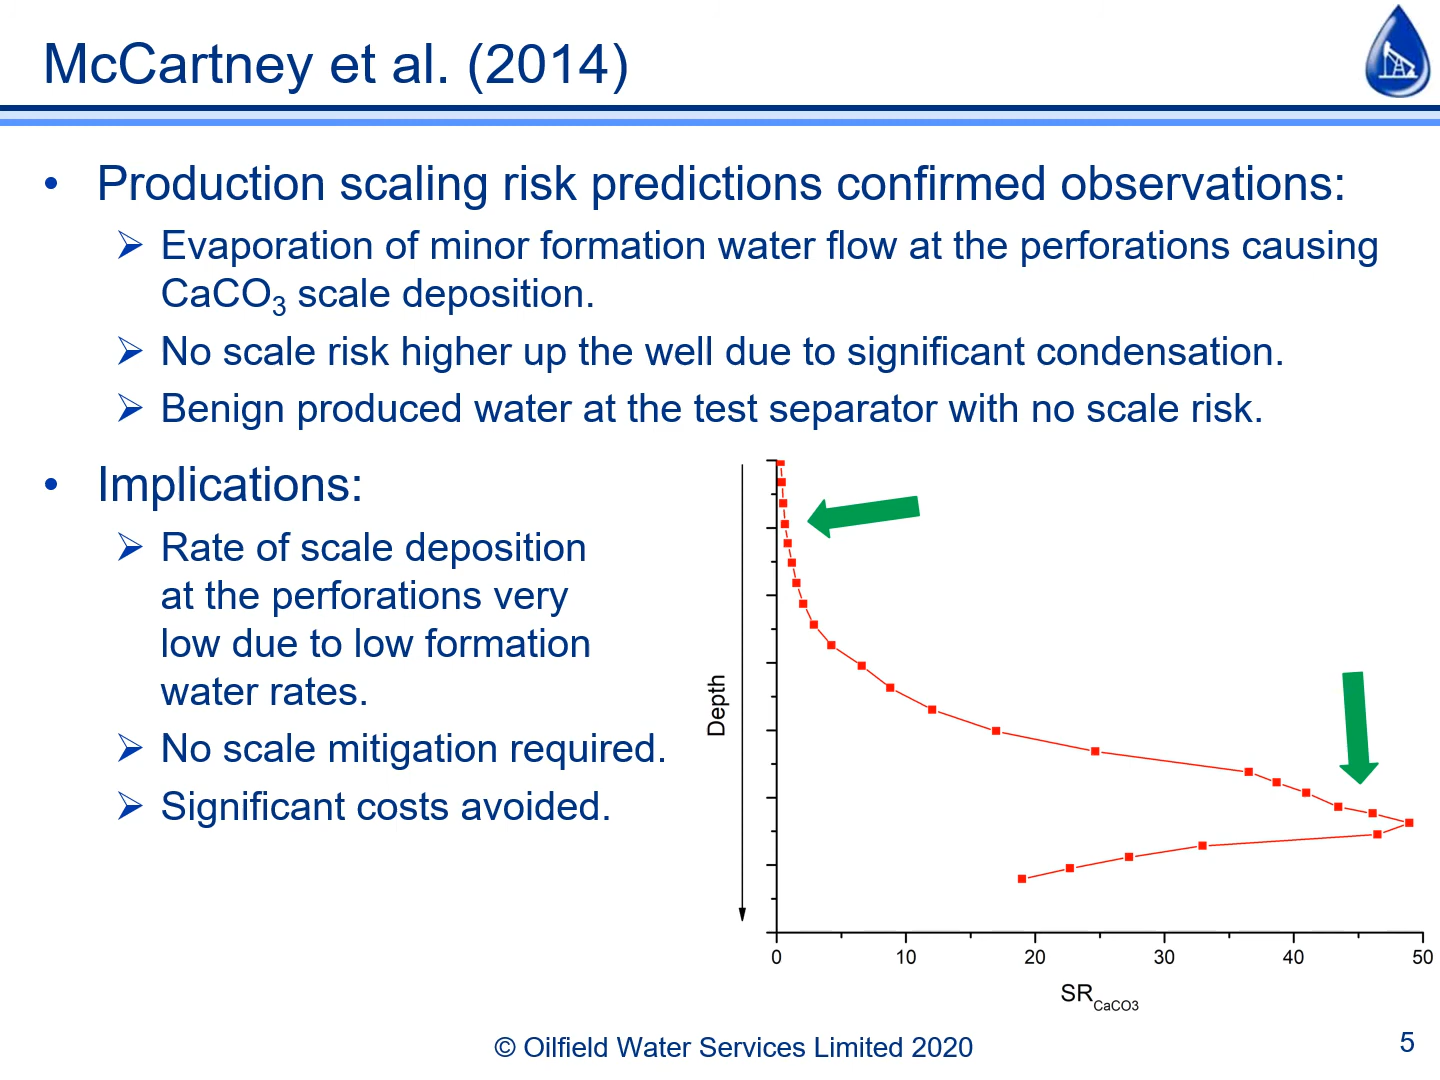 McCartney et al. (2014)
• Production scaling risk predictions confirmed observations:
➢ Evaporation of minor formation water flow at the perforations causing
CaCO₃ scale deposition.
➢ No scale risk higher up the well due to significant condensation.
➢ Benign produced water at the test separator with no scale risk.
• Implications:
➢ Rate of scale deposition
at the perforations very
low due to low formation
water rates.
➢ No scale mitigation required.
➢ Significant costs avoided.
Depth
0 10 20 30 40 50
SR CaCO3
© Oilfield Water Services Limited 2020
5